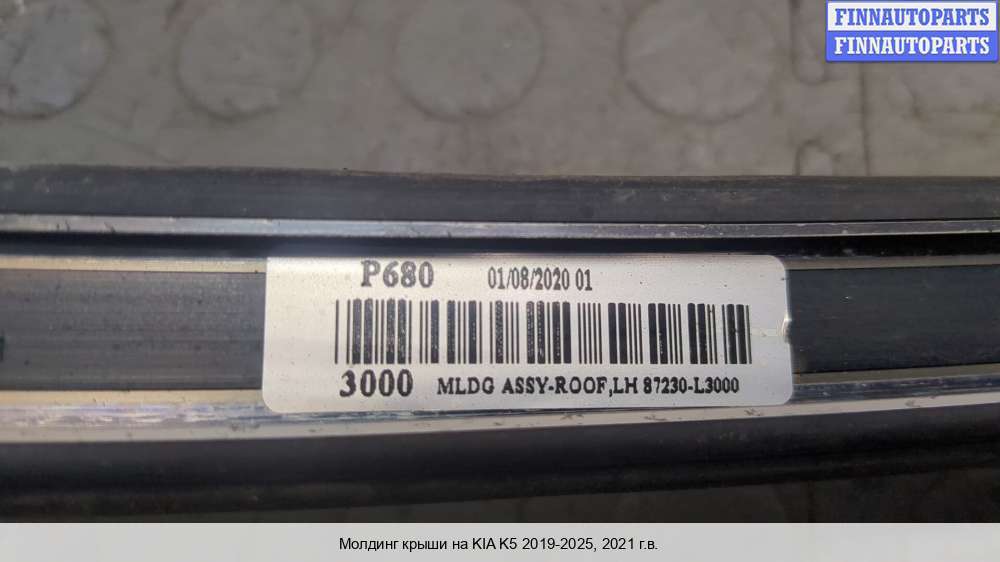 FINNAUTOPARTS
FINNAUTOPARTS
P680 01/08/2020 01
3000 MLDG ASSY-ROOF,LH 87230-L3000
Молдинг крыши на KIA K5 2019-2025, 2021 г.в.